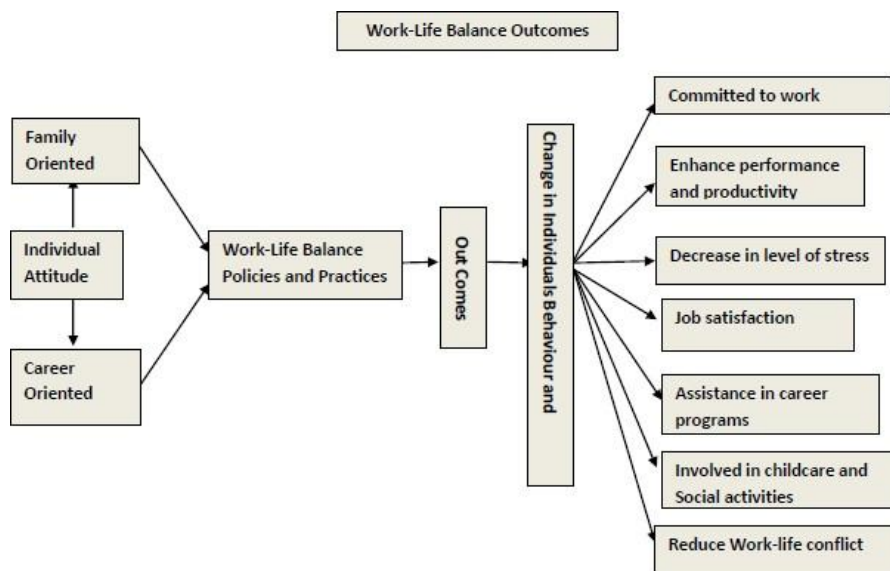 Work-Life Balance Outcomes
Family
Oriented
Individual
Attitude
Career
Oriented
Work-Life Balance
Policies and Practices
Out Comes
Change in Individuals Behaviour and
Committed to work
Enhance performance
and productivity
Decrease in level of stress
Job satisfaction
Assistance in career
programs
Involved in childcare and
Social activities
Reduce Work-life conflict